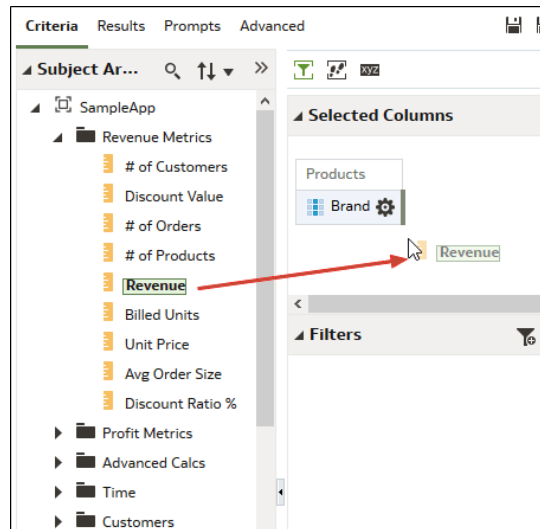 Criteria Results Prompts Advanced
Subject Ar...
xyz
SampleApp
Revenue Metrics
# of Customers
Discount Value
# of Orders
# of Products
Revenue
Billed Units
Unit Price
Avg Order Size
Discount Ratio %
Profit Metrics
Advanced Calcs
Time
Customers
Selected Columns
Products
Brand
Revenue
Filters